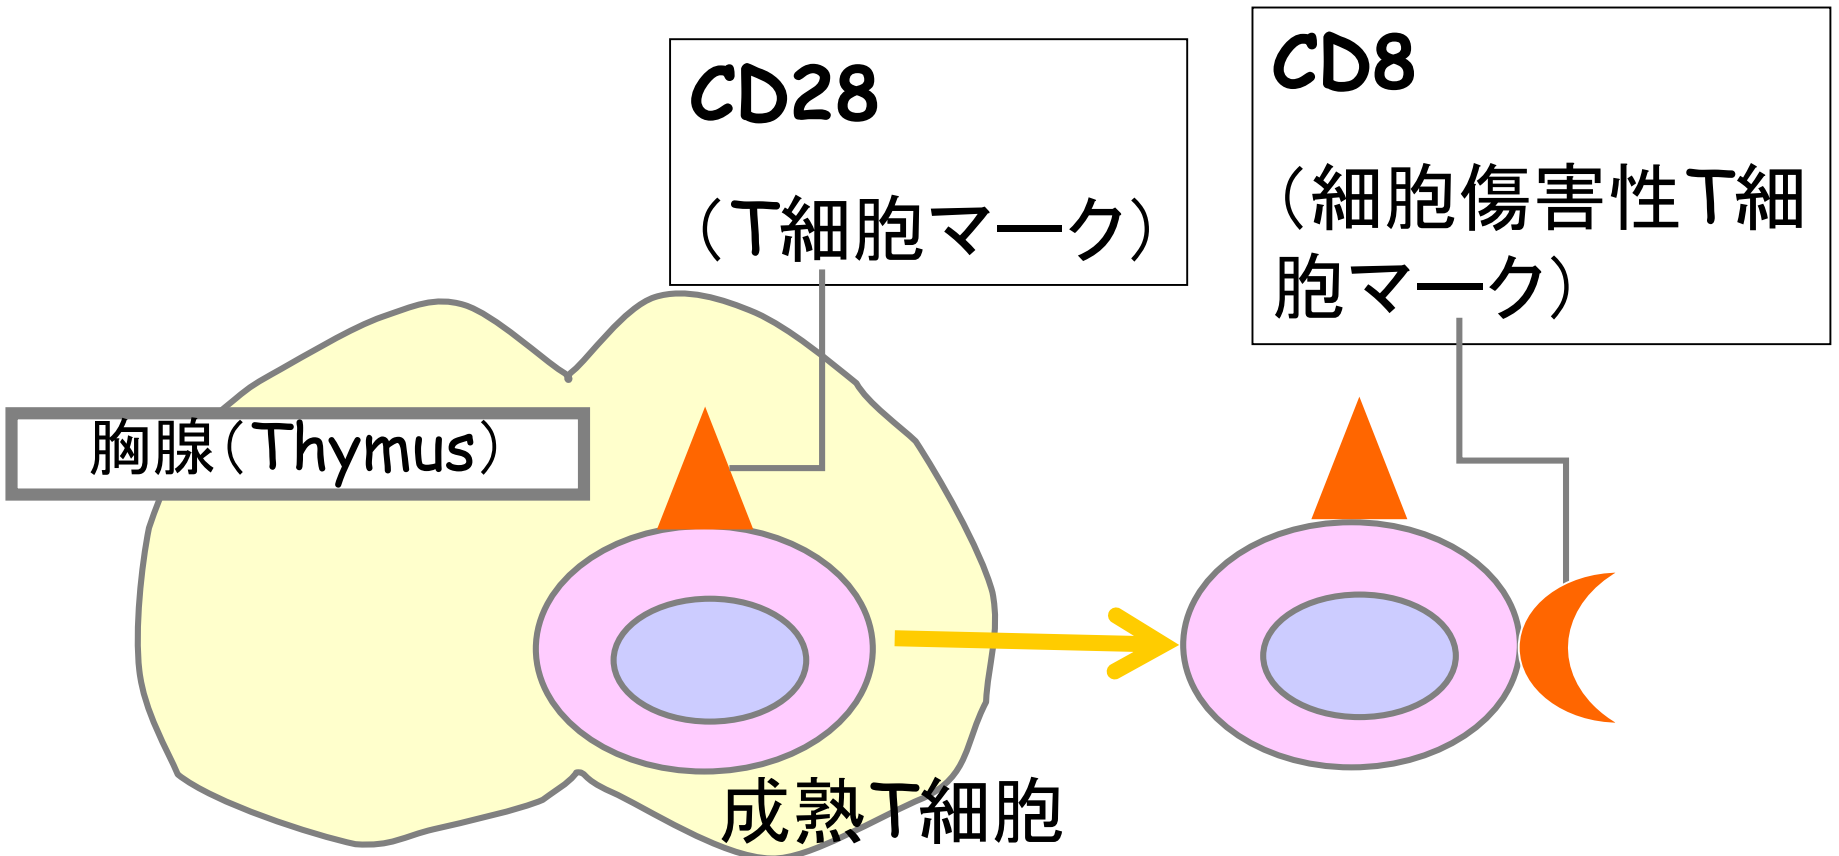 CD28
（T細胞マーク）
CD8
（細胞傷害性T細
胞マーク）
胸腺（Thymus）
成熟T細胞